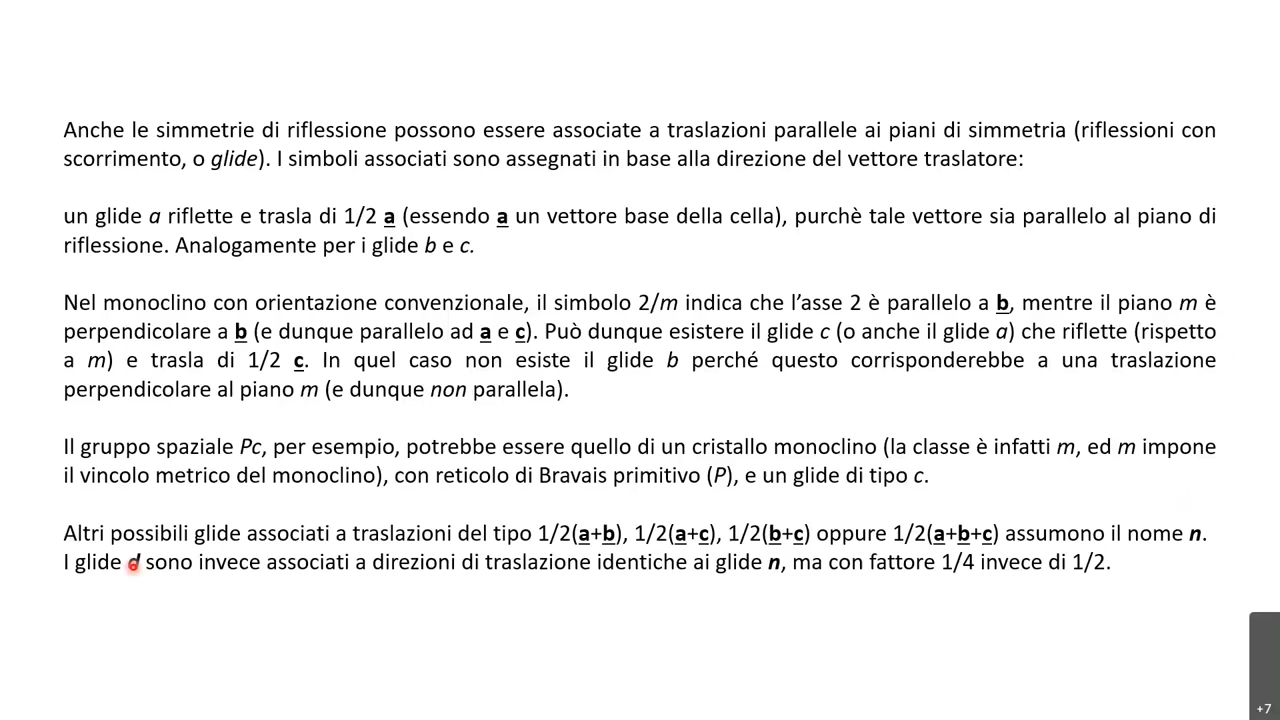 Anche le simmetrie di riflessione possono essere associate a traslazioni parallele ai piani di simmetria (riflessioni con
scorrimento, o glide). I simboli associati sono assegnati in base alla direzione del vettore traslatore:
un glide a riflette e trasla di 1/2 a (essendo a un vettore base della cella), purchè tale vettore sia parallelo al piano di
riflessione. Analogamente per i glide b e c.
Nel monoclino con orientazione convenzionale, il simbolo 2/m indica che l’asse 2 è parallelo a b, mentre il piano m è
perpendicolare a b (e dunque parallelo ad a e c). Può dunque esistere il glide c (o anche il glide a) che riflette (rispetto
a m) e trasla di 1/2 c. In quel caso non esiste il glide b perché questo corrisponderebbe a una traslazione
perpendicolare al piano m (e dunque non parallela).
Il gruppo spaziale Pc, per esempio, potrebbe essere quello di un cristallo monoclino (la classe è infatti m, ed m impone
il vincolo metrico del monoclino), con reticolo di Bravais primitivo (P), e un glide di tipo c.
Altri possibili glide associati a traslazioni del tipo 1/2(a+b), 1/2(a+c), 1/2(b+c) oppure 1/2(a+b+c) assumono il nome n.
I glide d sono invece associati a direzioni di traslazione identiche ai glide n, ma con fattore 1/4 invece di 1/2.
+7